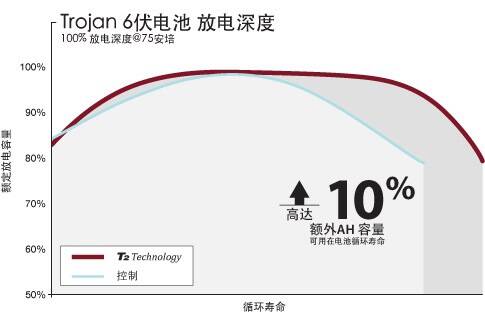 Trojan 6伏电池 放电深度
100% 放电深度@75安培
100%
90%
80%
70%
60%
50%
额定放电容量
高达
10%
额外AH 容量
可用在电池循环寿命
T2 Technology
控制
循环寿命